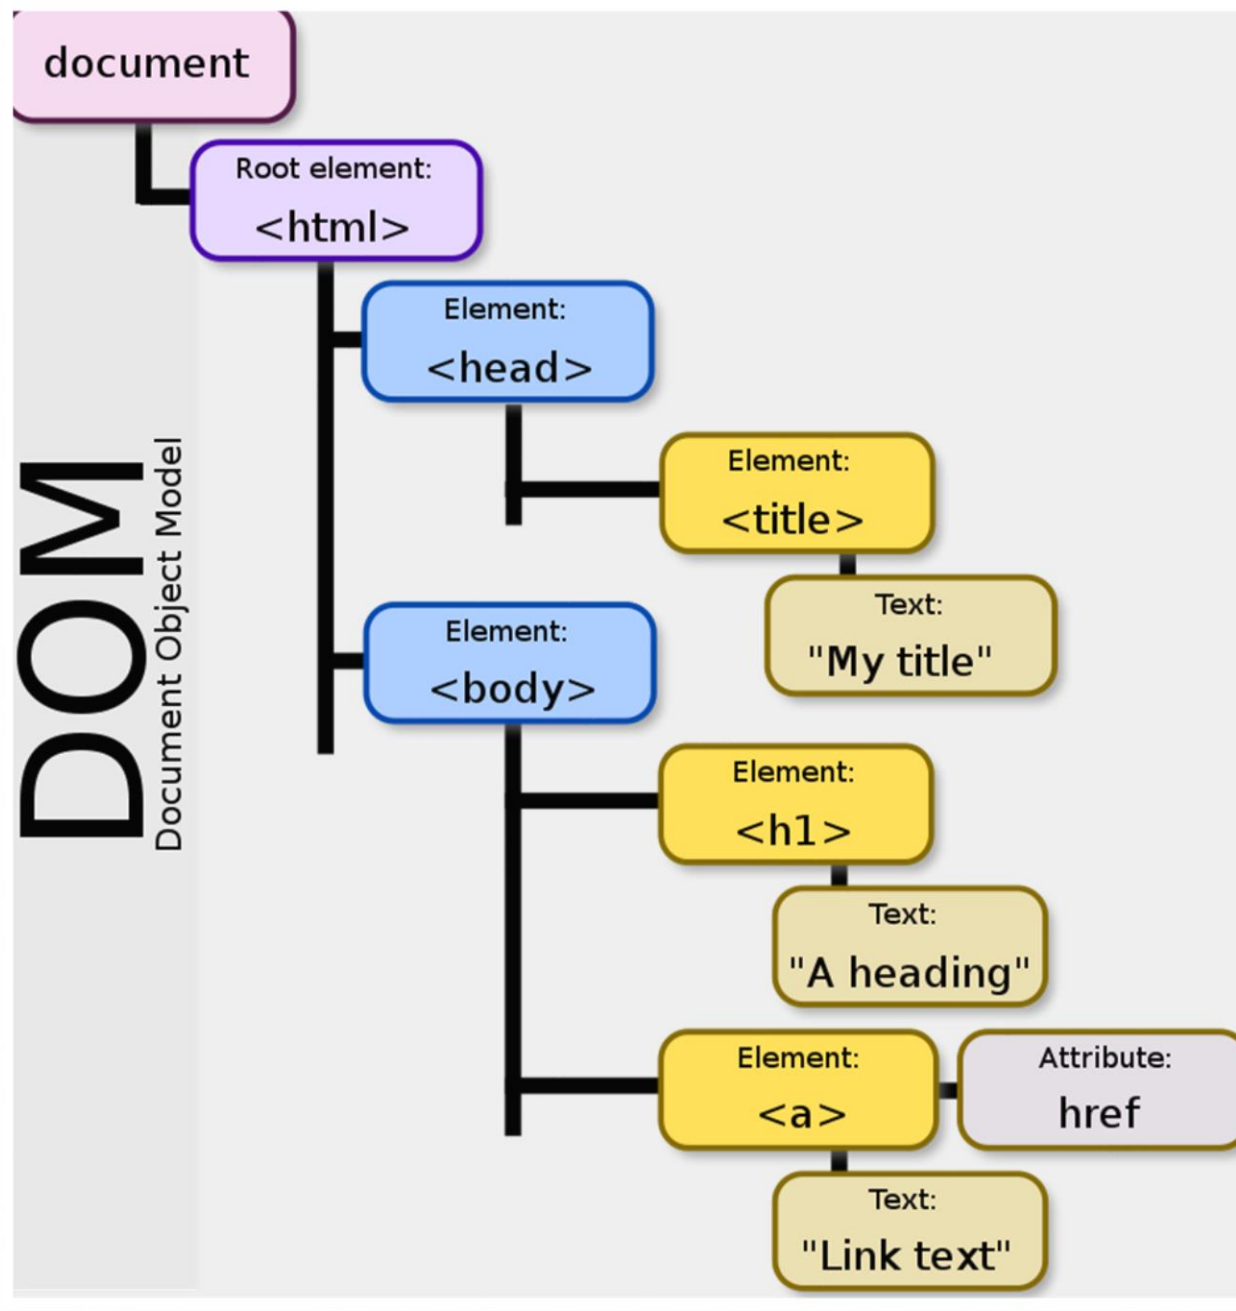 document
Root element:
<html>
Element:
<head>
Element:
<title>
Text:
"My title"
Element:
<body>
Element:
<h1>
Text:
"A heading"
Element:
<a>
Attribute:
href
Text:
"Link text"
DOM
Document Object Model